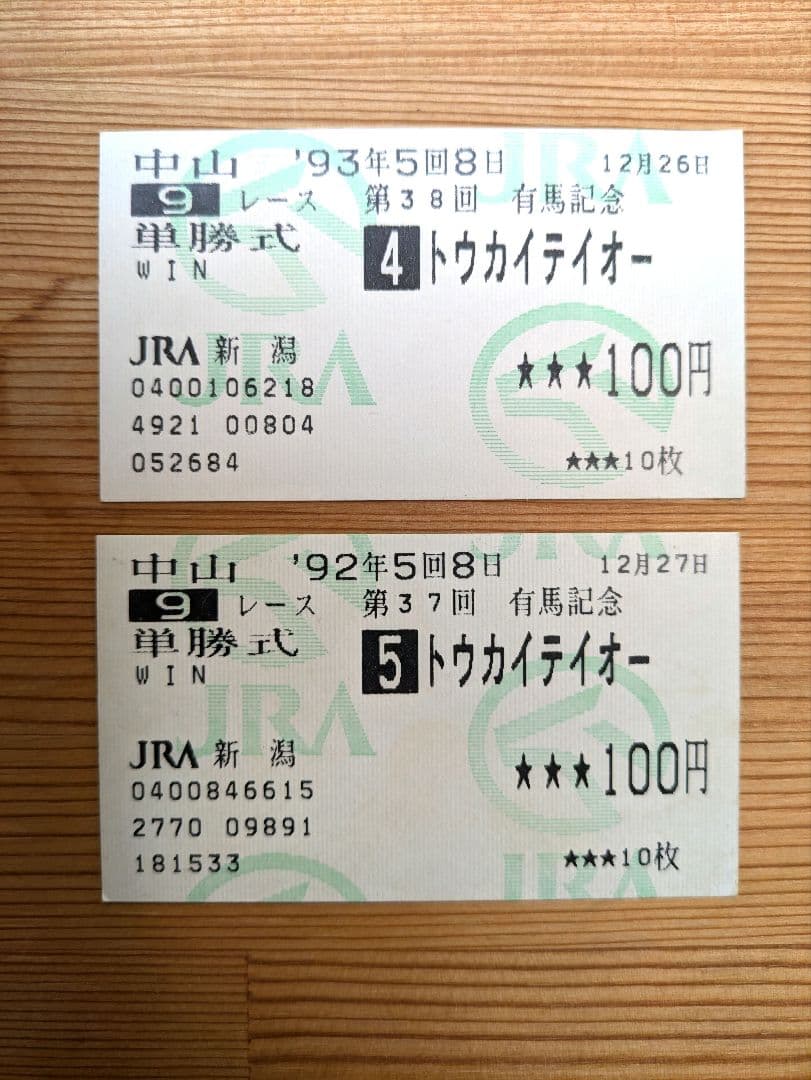 中山 '93年5回8日 12月26日
9 レース 第38回 有馬記念
単勝式 4 トウカイテイオー
WIN
JRA 新潟 ★★★100円
0400106218
4921 00804
052684 ★★★10枚
中山 '92年5回8日 12月27日
9 レース 第37回 有馬記念
単勝式 5 トウカイテイオー
WIN
JRA 新潟 ★★★100円
0400846615
2770 09891
181533 ★★★10枚